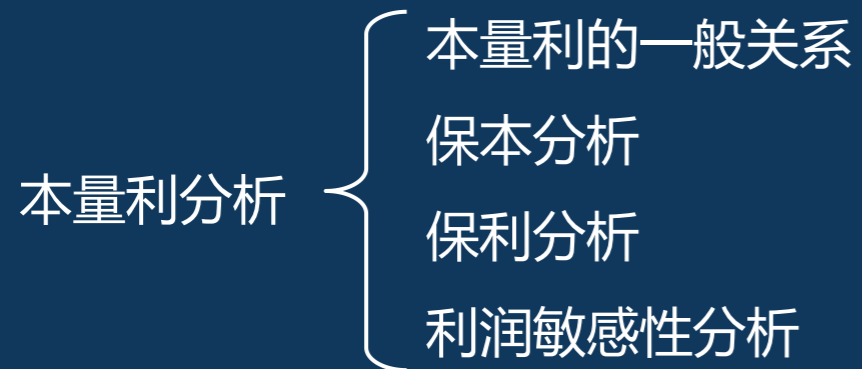 本量利分析
本量利的一般关系
保本分析
保利分析
利润敏感性分析